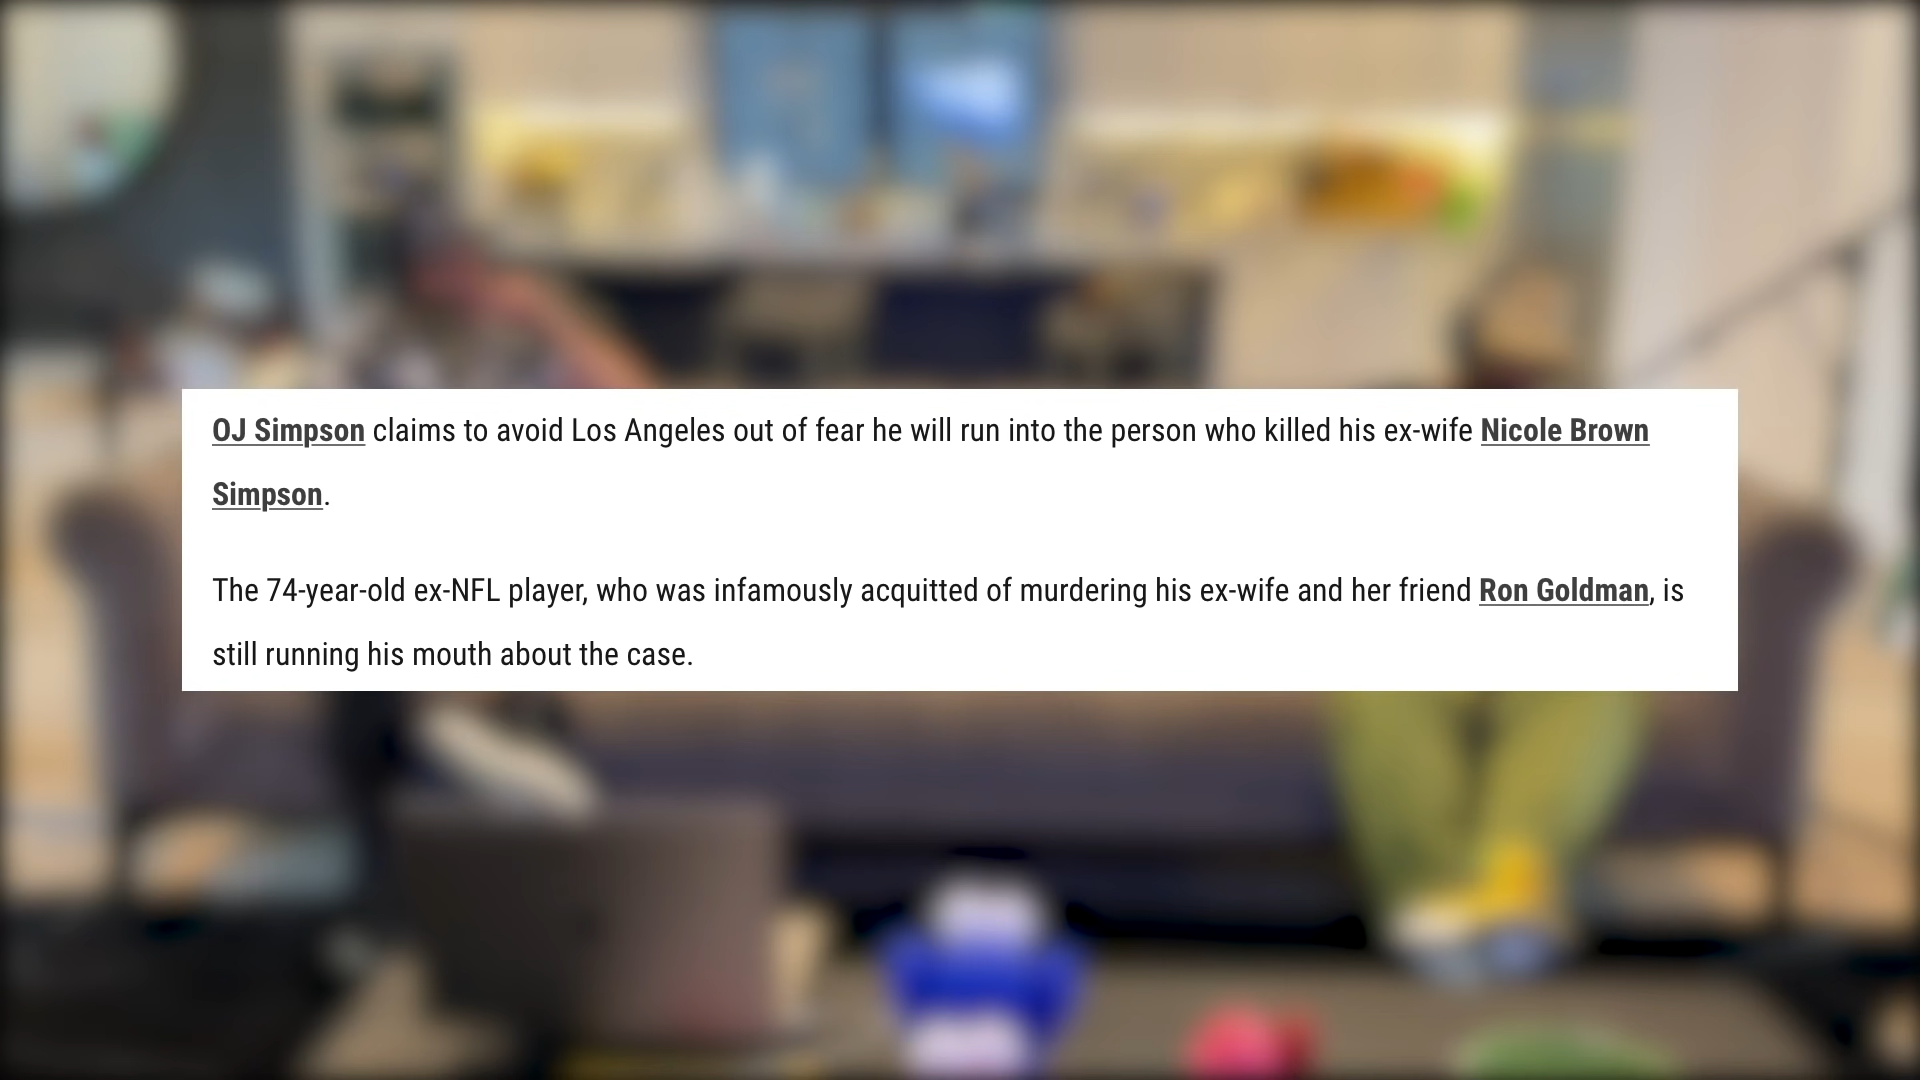 OJ Simpson claims to avoid Los Angeles out of fear he will run into the person who killed his ex-wife Nicole Brown
Simpson.
The 74-year-old ex-NFL player, who was infamously acquitted of murdering his ex-wife and her friend Ron Goldman, is
still running his mouth about the case.